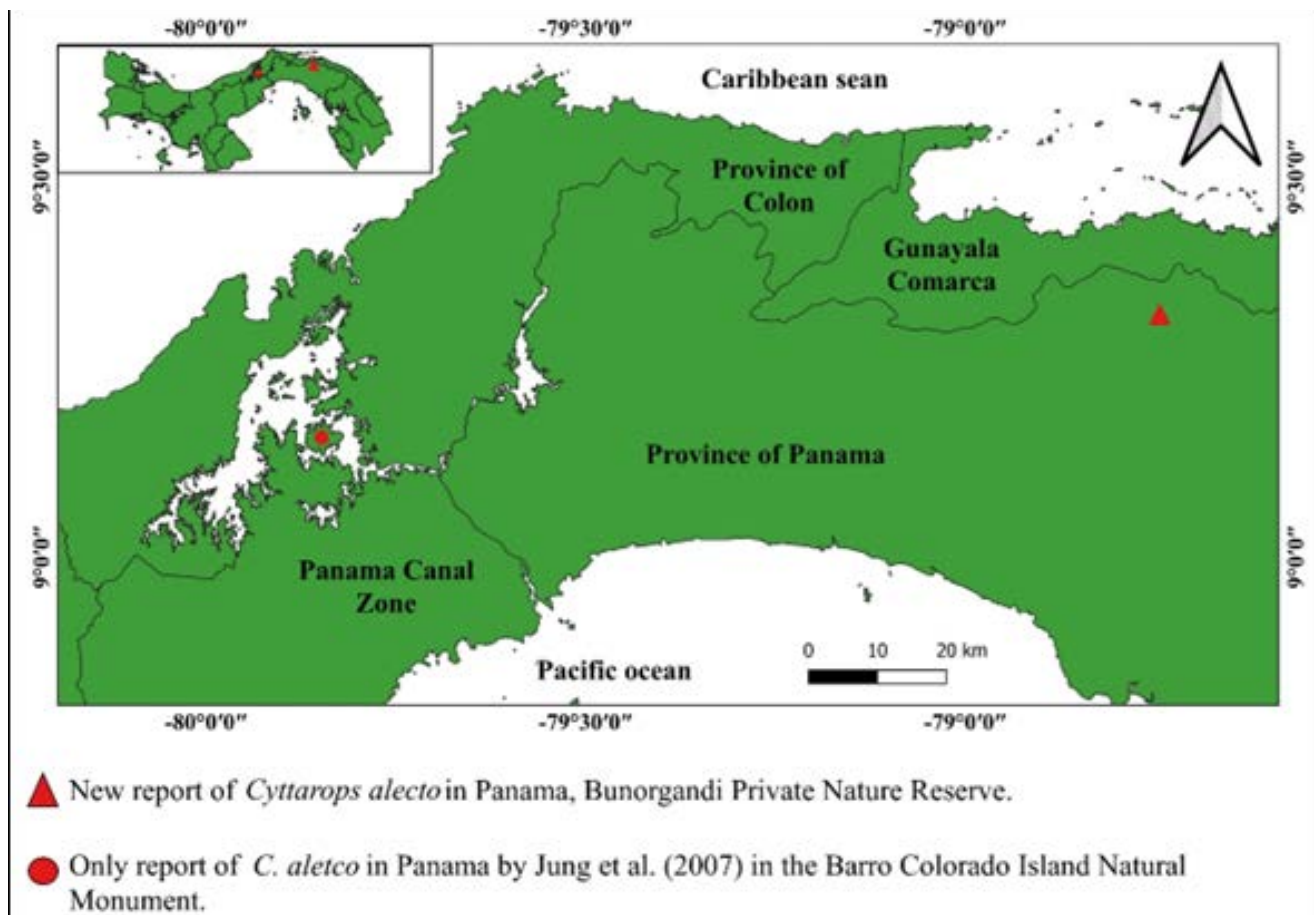 -80°0'0" -79°30'0" -79°0'0"
Caribbean sean
9°30'0" 9°30'0"
Province of
Colon
Gunayala
Comarca
Province of Panama
9°0'0" 9°0'0"
Panama Canal
Zone
0 10 20 km
Pacific ocean
-80°0'0" -79°30'0" -79°0'0"
New report of Cyttarops alecto in Panama, Bunorgandi Private Nature Reserve.
Only report of C. aletco in Panama by Jung et al. (2007) in the Barro Colorado Island Natural
Monument.